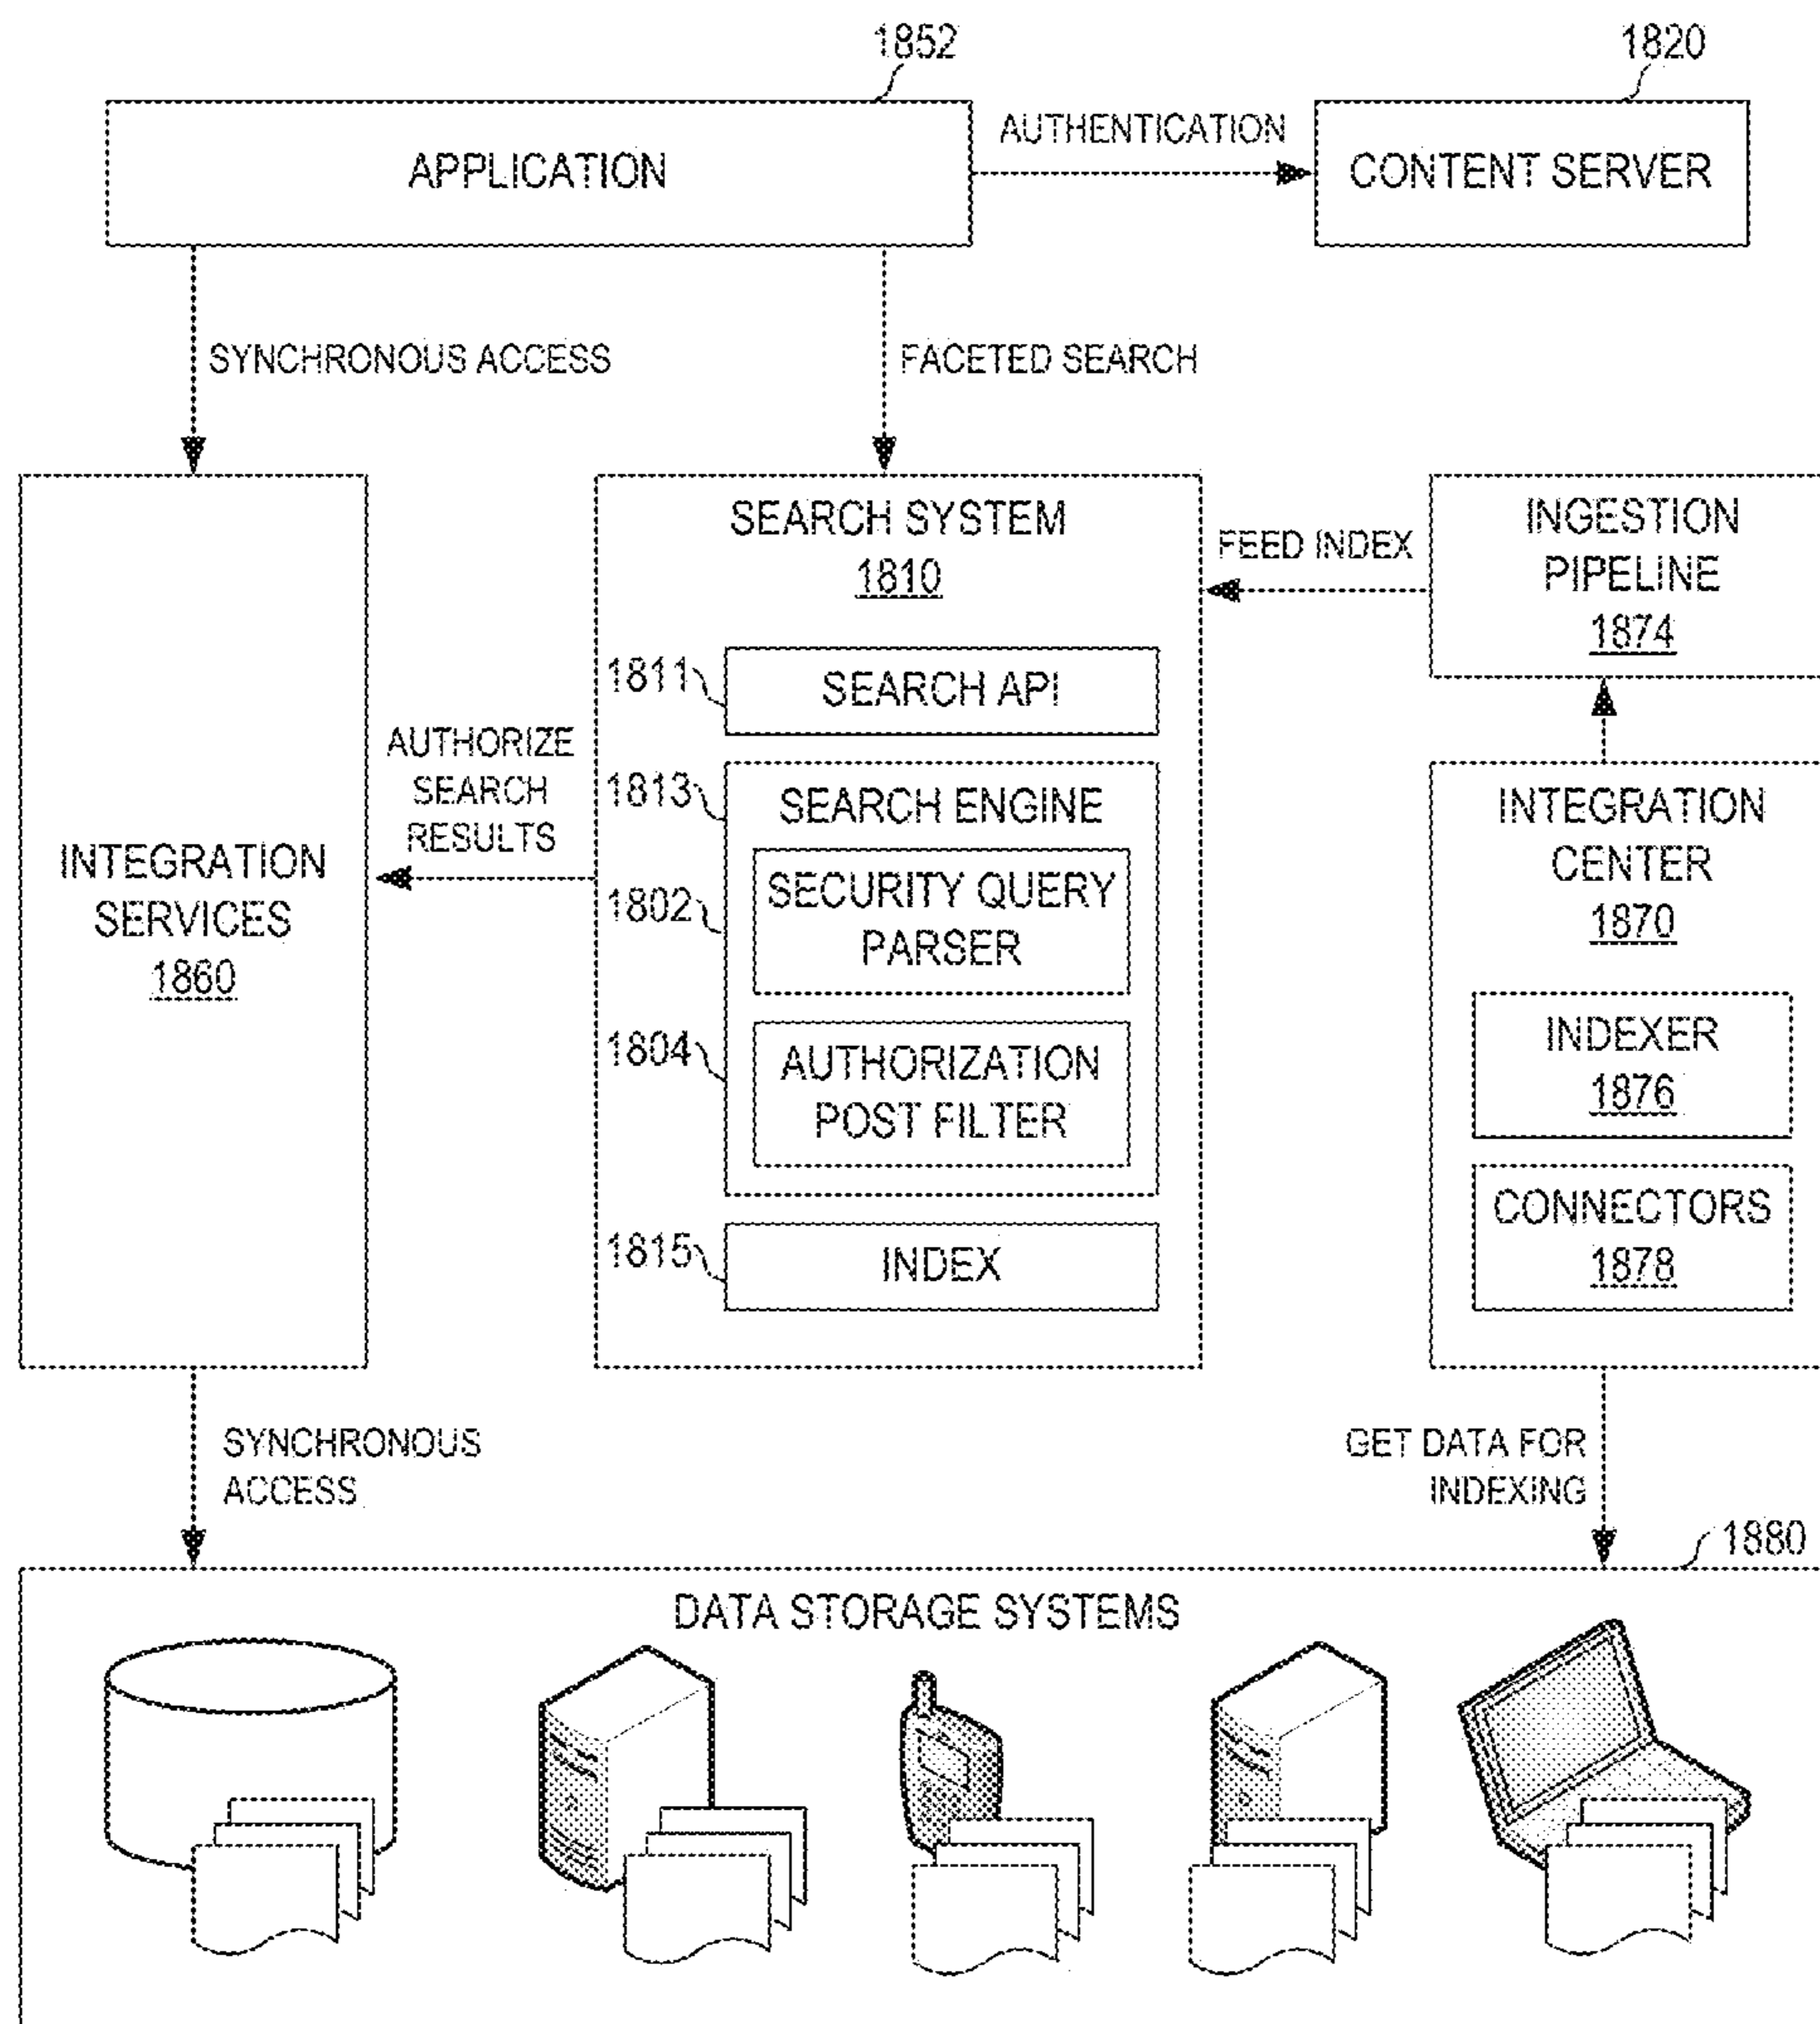 1852
1820
APPLICATION
AUTHENTICATION
CONTENT SERVER
SYNCHRONOUS ACCESS
FACETED SEARCH
INTEGRATION
SERVICES
1860
AUTHORIZE
SEARCH
RESULTS
SEARCH SYSTEM
1810
1811
SEARCH API
1813
SEARCH ENGINE
1802
SECURITY QUERY
PARSER
1804
AUTHORIZATION
POST FILTER
1815
INDEX
FEED INDEX
INGESTION
PIPELINE
1874
INTEGRATION
CENTER
1870
INDEXER
1876
CONNECTORS
1878
SYNCHRONOUS
ACCESS
GET DATA FOR
INDEXING
1880
DATA STORAGE SYSTEMS